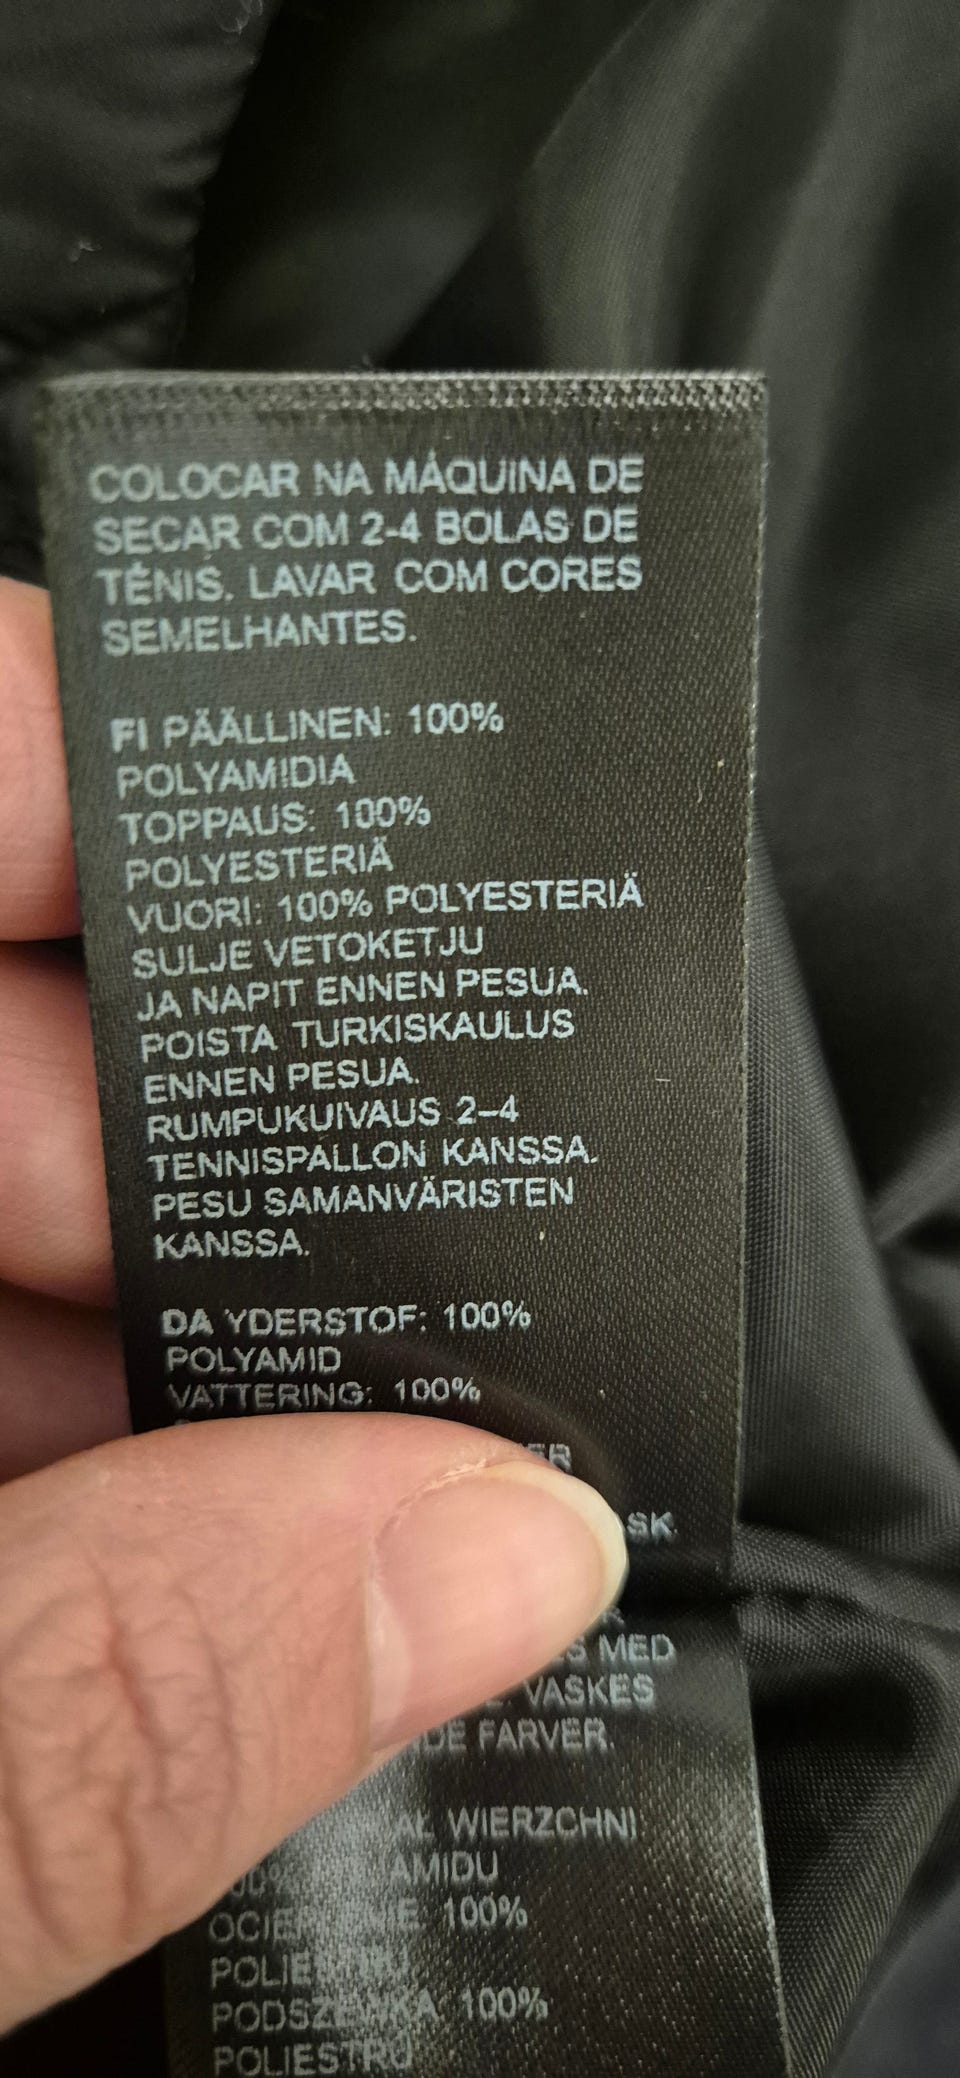 COLOCAR NA MÁQUINA DE
SECAR COM 2-4 BOLAS DE
TÉNIS. LAVAR COM CORES
SEMELHANTES.
FI PÄÄLLINEN: 100%
POLYAMIDIA
TOPPAUS: 100%
POLYESTERIÄ
VUORI: 100% POLYESTERIÄ
SULJE VETOKETJU
JA NAPIT ENNEN PESUA.
POISTA TURKISKAULUS
ENNEN PESUA.
RUMPUKUIVAUS 2–4
TENNISPALLON KANSSA.
PESU SAMANVÄRISTEN
KANSSA.
DA YDERSTOF: 100%
POLYAMID
VATTERING: 100%
MED
VASKES
FARVER.
WIERZCHNI:
100%
POLIESTRU
PODSZEWKA: 100%
POLIESTRU